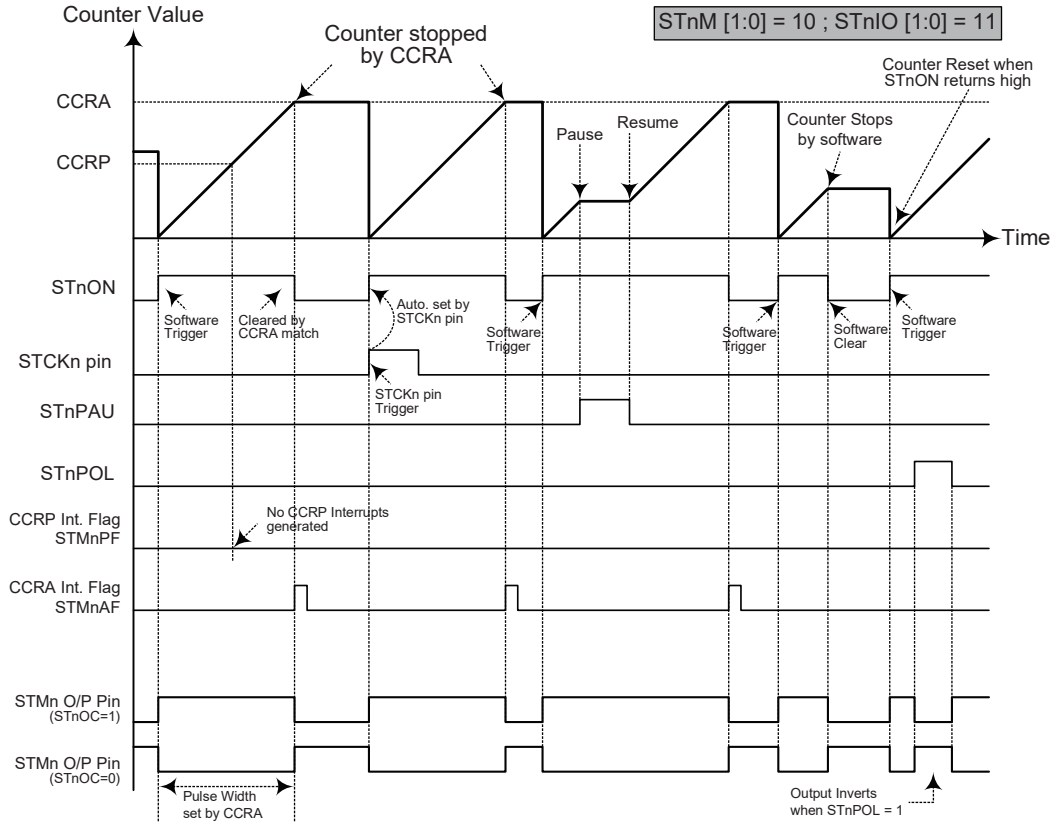 Counter Value
STnM [1:0] = 10 ; STnIO [1:0] = 11
Counter stopped
by CCRA
Counter Reset when
STnON returns high
CCRA
Counter Stops
by software
Pause
Resume
CCRP
Time
STnON
Software
Trigger
Cleared by
CCRA match
Auto. set by
STCKn pin
Software
Trigger
Software
Trigger
Software
Clear
Software
Trigger
STCKn pin
STCKn pin
Trigger
STnPAU
STnPOL
No CCRP Interrupts
generated
CCRP Int. Flag
STMnPF
CCRA Int. Flag
STMnAF
STMn O/P Pin
(STnOC=1)
STMn O/P Pin
(STnOC=0)
Pulse Width
set by CCRA
Output Inverts
when STnPOL = 1